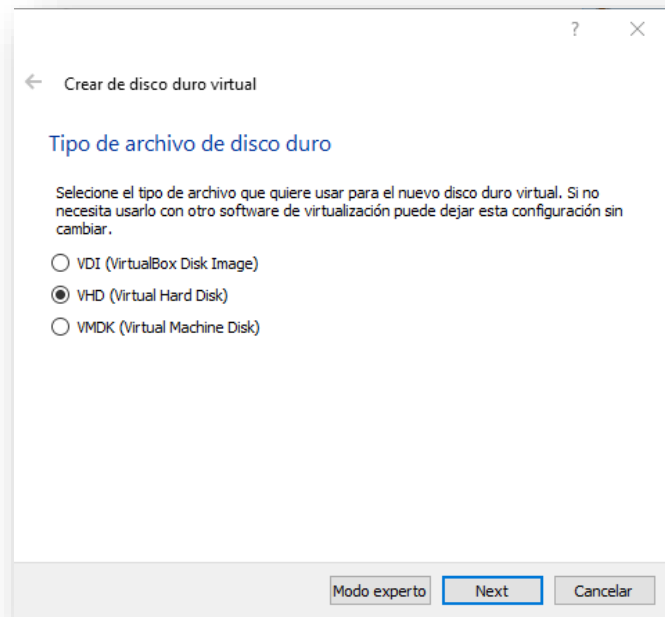 ?
Crear de disco duro virtual
Tipo de archivo de disco duro
Selecione el tipo de archivo que quiere usar para el nuevo disco duro virtual. Si no
necesita usarlo con otro software de virtualización puede dejar esta configuración sin
cambiar.
VDI (VirtualBox Disk Image)
VHD (Virtual Hard Disk)
VMDK (Virtual Machine Disk)
Modo experto Next Cancelar